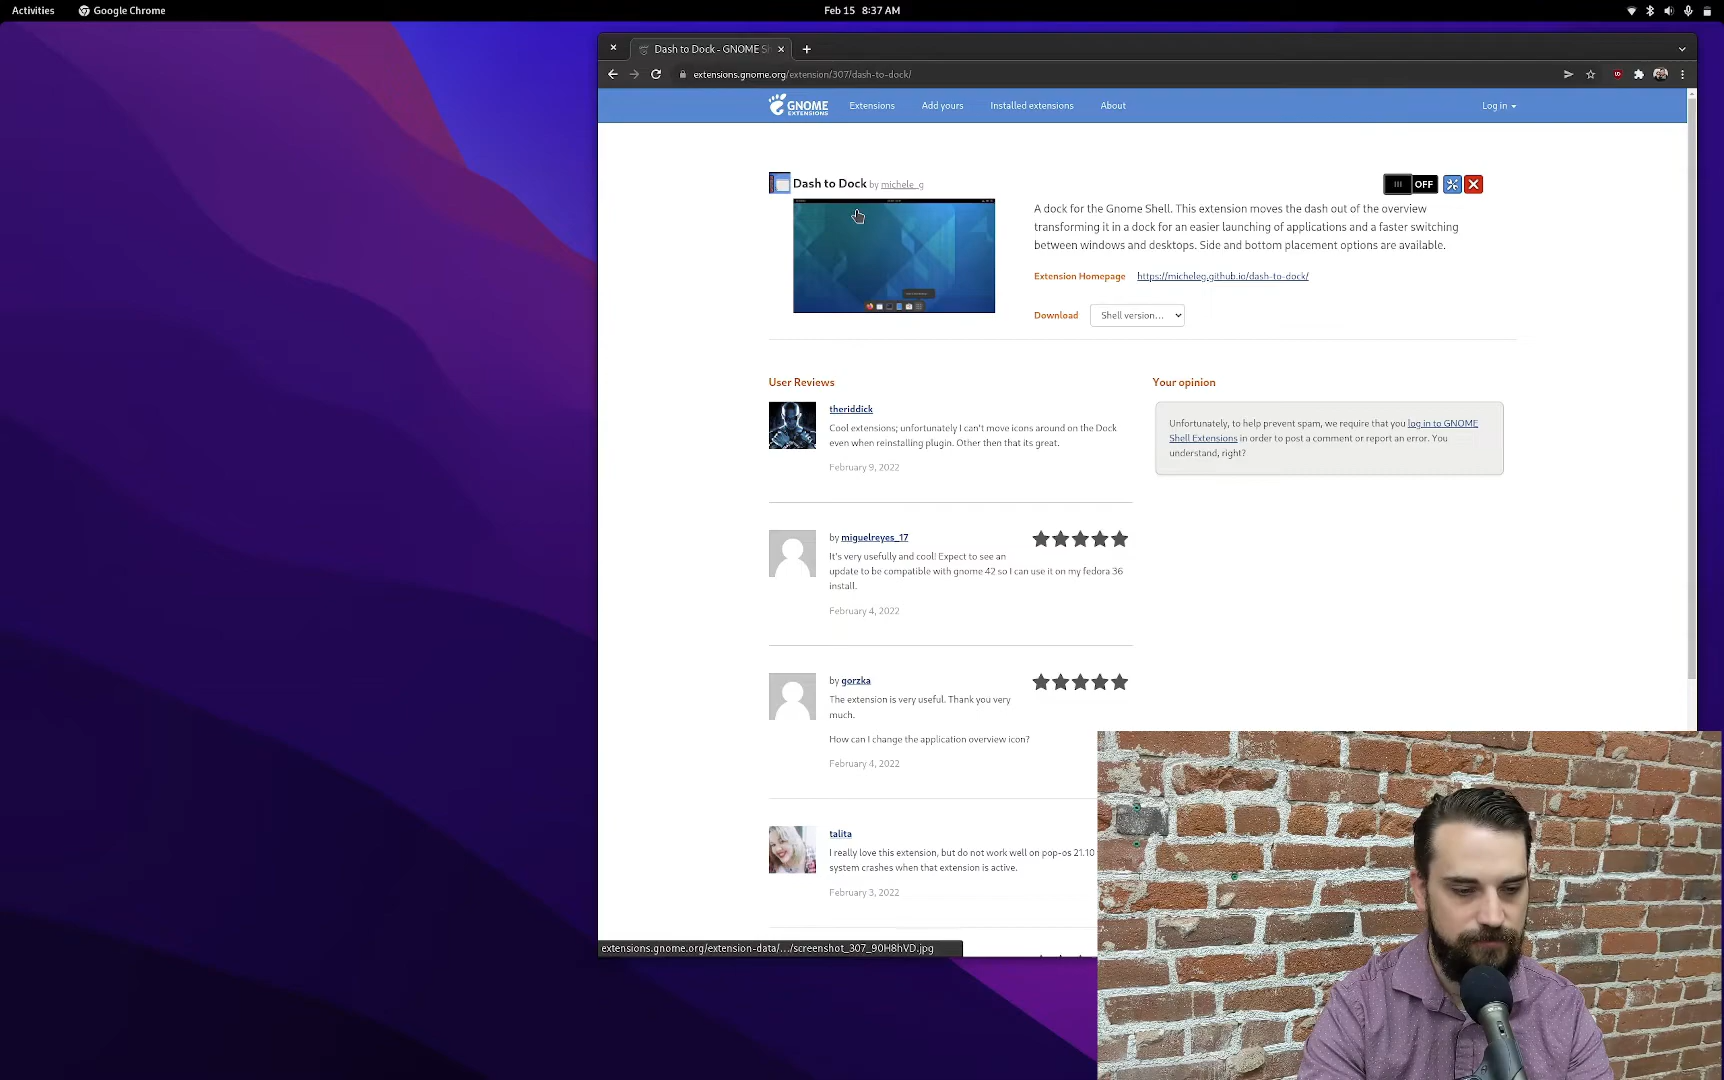 Activities
Google Chrome
Feb 15 8:37 AM
Dash to Dock - GNOME S
extensions.gnome.org/extension/307/dash-to-dock/
GNOME
EXTENSIONS
Extensions
Add yours
Installed extensions
About
Log in
Dash to Dock by michele_g
OFF
A dock for the Gnome Shell. This extension moves the dash out of the overview
transforming it in a dock for an easier launching of applications and a faster switching
between windows and desktops. Side and bottom placement options are available.
Extension Homepage https://micheleg.github.io/dash-to-dock/
Download Shell version...
User Reviews
Your opinion
theriddick
Cool extensions; unfortunately I can't move icons around on the Dock
even when reinstalling plugin. Other then that its great.
February 9, 2022
Unfortunately, to help prevent spam, we require that you log in to GNOME
Shell Extensions in order to post a comment or report an error. You
understand, right?
by miguelreyes_17
It's very usefully and cool! Expect to see an
update to be compatible with gnome 42 so I can use it on my fedora 36
install.
February 4, 2022
by gorzka
The extension is very useful. Thank you very
much.
How can I change the application overview icon?
February 4, 2022
talita
I really love this extension, but do not work well on pop-os 21.10
system crashes when that extension is active.
February 3, 2022
extensions.gnome.org/extension-data/.../screenshot_307_90H8hVD.jpg